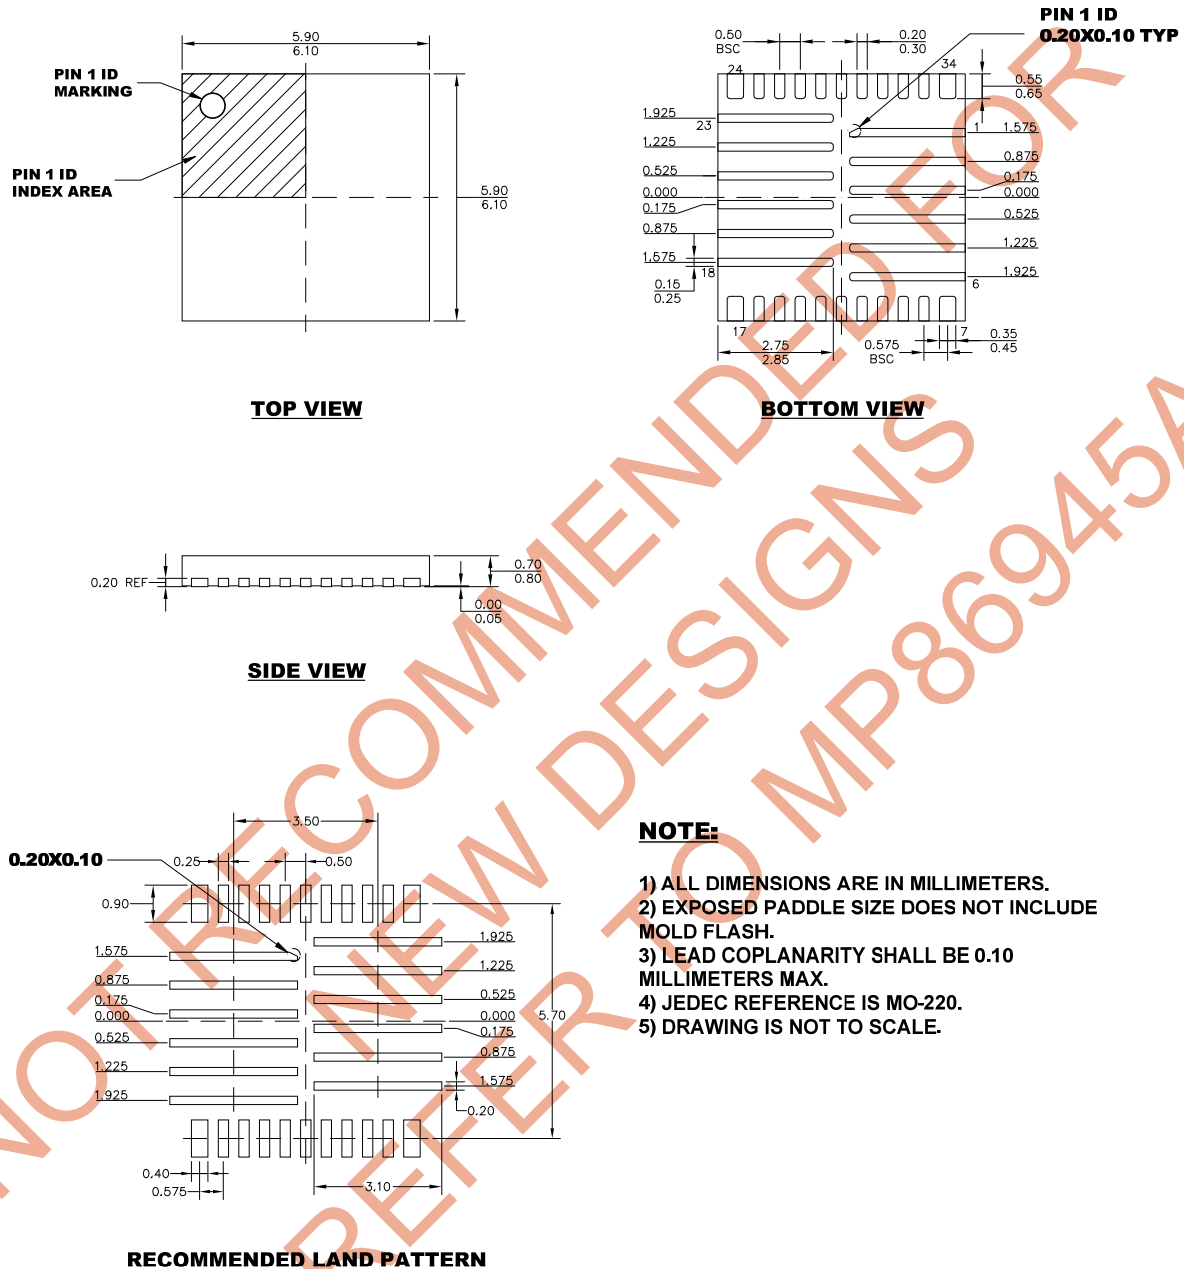 5.90
6.10
PIN 1 ID
MARKING
PIN 1 ID
INDEX AREA
5.90
6.10
TOP VIEW
PIN 1 ID
0.20X0.10 TYP
0.50
BSC
0.20
0.30
24
34
0.55
0.65
1.925
23
1.225
0.525
0.000
0.175
0.875
1.575
18
0.15
0.25
1
1.575
0.875
0.175
0.000
0.525
1.225
1.925
6
17
7
2.75
2.85
0.575
BSC
0.35
0.45
BOTTOM VIEW
0.20 REF
0.70
0.80
0.00
0.05
SIDE VIEW
3.50
0.20X0.10
0.25
0.50
0.90
1.575
0.875
0.175
0.000
0.525
1.225
1.925
1.925
1.225
0.525
0.000
0.175
0.875
1.575
0.20
5.70
0.40
0.575
3.10
RECOMMENDED LAND PATTERN
NOTE:
1) ALL DIMENSIONS ARE IN MILLIMETERS.
2) EXPOSED PADDLE SIZE DOES NOT INCLUDE
MOLD FLASH.
3) LEAD COPLANARITY SHALL BE 0.10
MILLIMETERS MAX.
4) JEDEC REFERENCE IS MO-220.
5) DRAWING IS NOT TO SCALE.
NOT RECOMMENDED FOR
NEW DESIGNS
REFER TO MP86945A